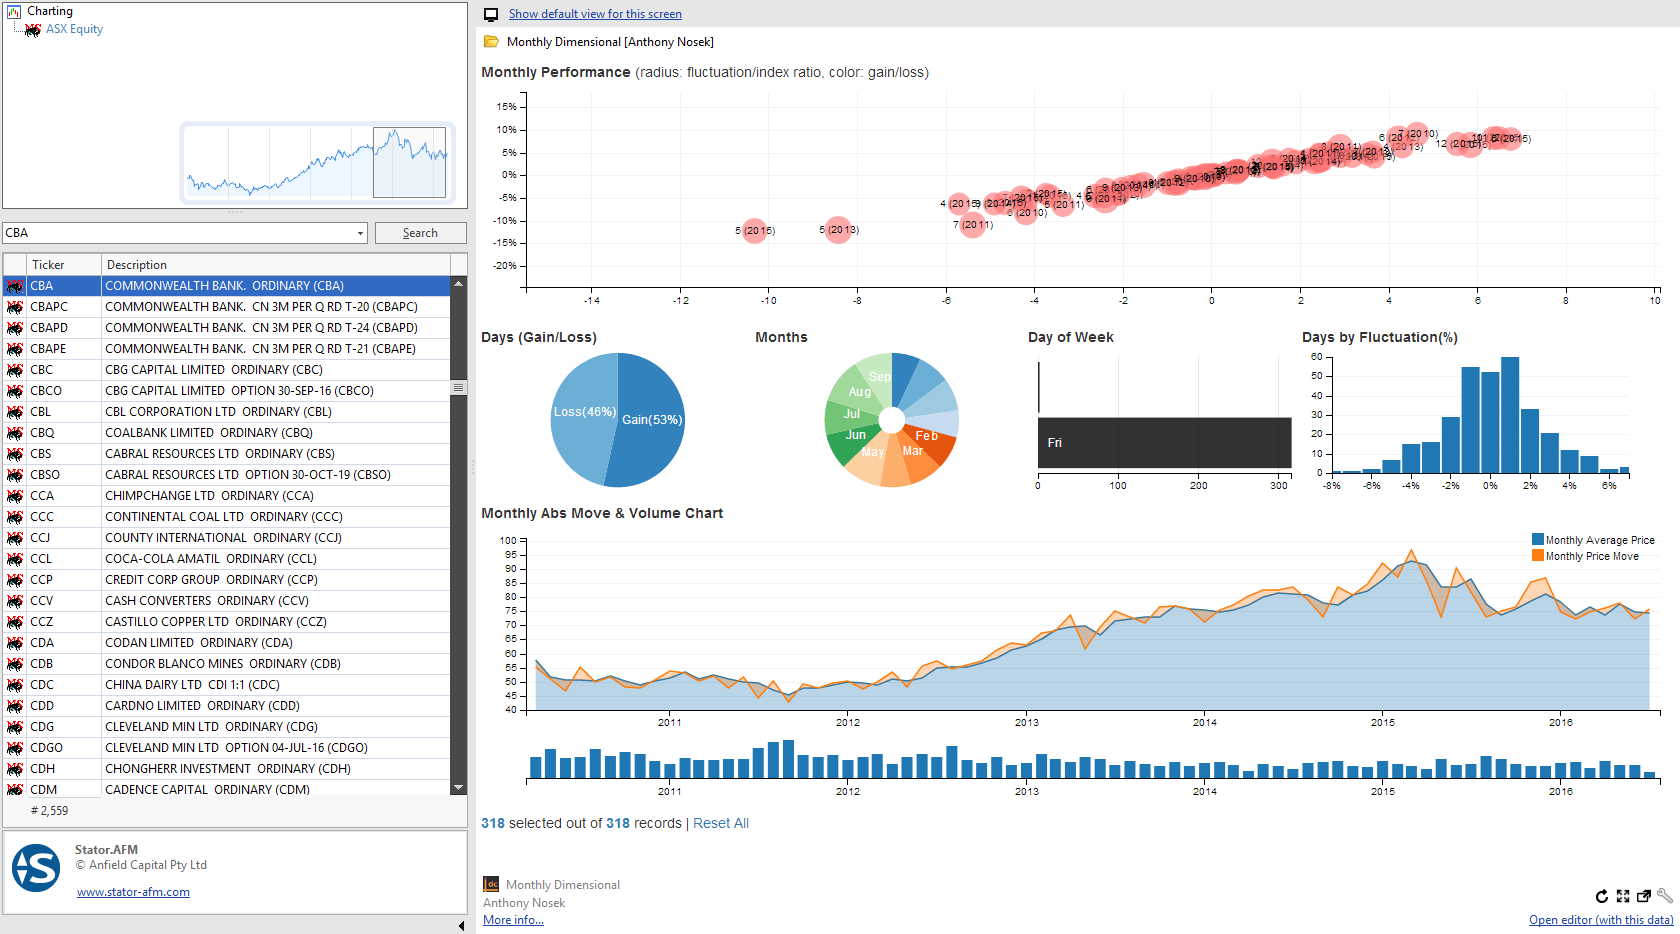 Charting
ASX Equity
CBA
Search
Ticker Description
CBA COMMONWEALTH BANK. ORDINARY (CBA)
CBAPC COMMONWEALTH BANK. CN 3M PER Q RD T-20 (CBAPC)
CBAPD COMMONWEALTH BANK. CN 3M PER Q RD T-24 (CBAPD)
CBAPE COMMONWEALTH BANK. CN 3M PER Q RD T-21 (CBAPE)
CBC CBG CAPITAL LIMITED ORDINARY (CBC)
CBCO CBG CAPITAL LIMITED OPTION 30-SEP-16 (CBCO)
CBL CBL CORPORATION LTD ORDINARY (CBL)
CBQ COALBANK LIMITED ORDINARY (CBQ)
CBS CABRAL RESOURCES LTD ORDINARY (CBS)
CBSO CABRAL RESOURCES LTD OPTION 30-OCT-19 (CBSO)
CCA CHIMPCHANGE LTD ORDINARY (CCA)
CCC CONTINENTAL COAL LTD ORDINARY (CCC)
CCJ COUNTY INTERNATIONAL ORDINARY (CCJ)
CCL COCA-COLA AMATIL ORDINARY (CCL)
CCP CREDIT CORP GROUP ORDINARY (CCP)
CCV CASH CONVERTERS ORDINARY (CCV)
CCZ CASTILLO COPPER LTD ORDINARY (CCZ)
CDA CODAN LIMITED ORDINARY (CDA)
CDB CONDOR BLANCO MINES ORDINARY (CDB)
CDC CHINA DAIRY LTD CDI 1:1 (CDC)
CDD CARDNO LIMITED ORDINARY (CDD)
CDG CLEVELAND MIN LTD ORDINARY (CDG)
CDGO CLEVELAND MIN LTD OPTION 04-JUL-16 (CDGO)
CDH CHONGHERR INVESTMENT ORDINARY (CDH)
CDM CADENCE CAPITAL ORDINARY (CDM)
# 2,559
Stator.AFM
© Anfield Capital Pty Ltd
www.stator-afm.com
Show default view for this screen
Monthly Dimensional [Anthony Nosek]
Monthly Performance (radius: fluctuation/index ratio, color: gain/loss)
15%
10%
5%
0%
-5%
-10%
-15%
-20%
5 (2015)
5 (2013)
4 (2015)
7 (2011)
6 (2010)
5 (2011)
7 (2010)
-14 -12 -10 -8 -6 -4 -2 0 2 4 6 8 10
Days (Gain/Loss)
Loss(46%)
Gain(53%)
Months
Sep
Aug
Jul
Jun
May
Mar
Feb
Day of Week
Fri
0 100 200 300
Days by Fluctuation(%)
60
50
40
30
20
10
0
-8% -6% -4% -2% 0% 2% 4% 6%
Monthly Abs Move & Volume Chart
Monthly Average Price
Monthly Price Move
100
95
90
85
80
75
70
65
60
55
50
45
40
2011 2012 2013 2014 2015 2016
2011 2012 2013 2014 2015 2016
318 selected out of 318 records | Reset All
dc
Monthly Dimensional
Anthony Nosek
More info...
Open editor (with this data)